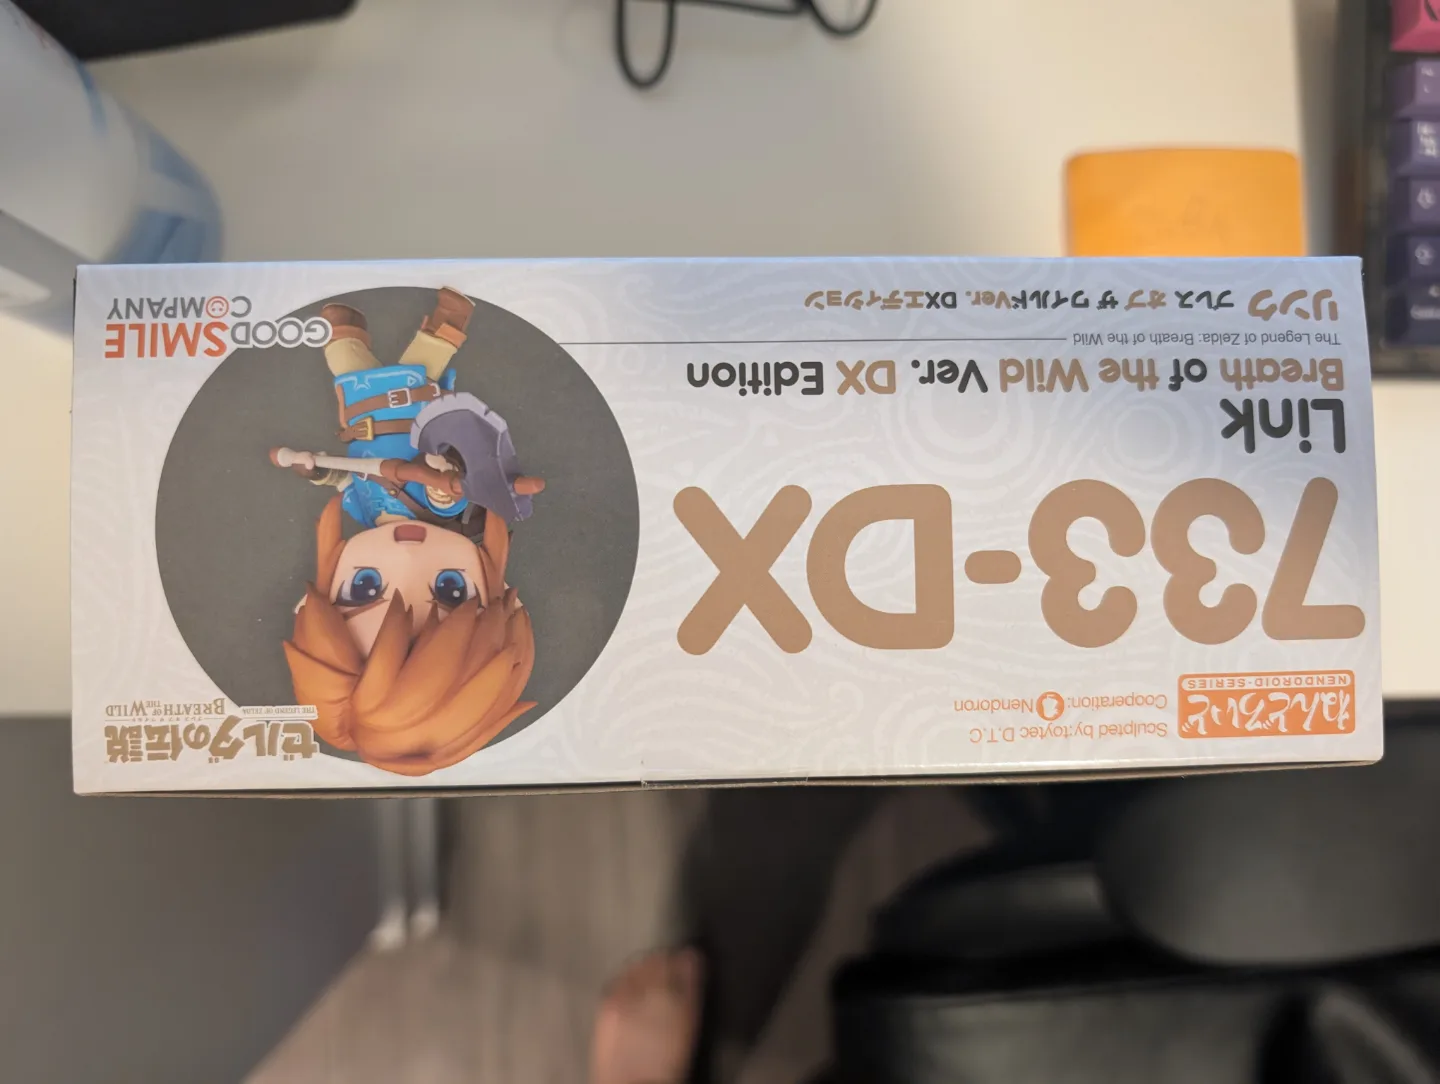 ねんどろいど
NENDOROID-SERIES
Sculpted by:toytec D.T.C
Cooperation: Nendoron
733-DX
Link
Breath of the Wild Ver. DX Edition
The Legend of Zelda: Breath of the Wild
リンク ブレス オブ ザ ワイルドVer. DXエディション
ゼルダの伝説
THE LEGEND OF ZELDA
BREATH OF THE WILD
GOOD SMILE
COMPANY